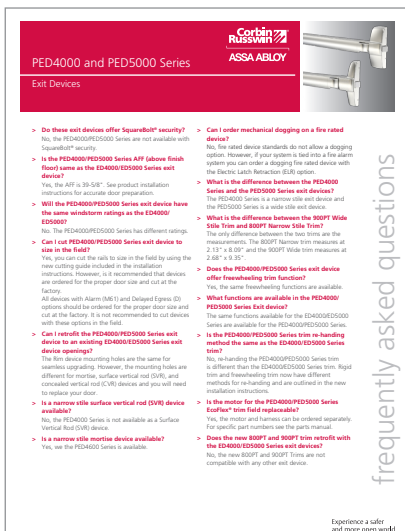 Corbin
Russwin
ASSA ABLOY
PED4000 and PED5000 Series
Exit Devices
> Do these exit devices offer SquareBolt® security?
No, the PED4000/PED5000 Series are not available with
SquareBolt® security.
> Is the PED4000/PED5000 Series AFF (above finish
floor) same as the ED4000/ED5000 Series exit
device?
Yes, the AFF is 39-5/8". See product installation
instructions for accurate door preparation.
> Will the PED4000/PED5000 Series exit device have
the same windstorm ratings as the ED4000/
ED5000?
No. The PED4000/PED5000 Series has different ratings.
> Can I cut PED4000/PED5000 Series exit device to
size in the field?
Yes, you can cut the rails to size in the field by using the
new cutting guide included in the installation
instructions. However, is it recommended that devices
are ordered for the proper door size and cut at the
factory.
All devices with Alarm (M61) and Delayed Egress (D)
options should be ordered for the proper door size and
cut at the factory. It is not recommended to cut devices
with these options in the field.
> Can I retrofit the PED4000/PED5000 Series exit
device to an existing ED4000/ED5000 Series exit
device openings?
The Rim device mounting holes are the same for
seamless upgrading. However, the mounting holes are
different for mortise, surface vertical rod (SVR), and
concealed vertical rod (CVR) devices and you will need
to replace your door.
> Is a narrow stile surface vertical rod (SVR) device
available?
No, the PED4000 Series is not available as a Surface
Vertical Rod (SVR) device.
> Is a narrow stile mortise device available?
Yes, we the PED4600 Series is available.
> Can I order mechanical dogging on a fire rated
device?
No, fire rated device standards do not allow a dogging
option. However, if your system is tied into a fire alarm
system you can order a dogging fire rated device with
the Electric Latch Retraction (ELR) option.
> What is the difference between the PED4000
Series and the PED5000 Series exit devices?
The PED4000 Series is a narrow stile exit device and
the PED5000 Series is a wide stile exit device.
> What is the difference between the 900PT Wide
Stile Trim and 800PT Narrow Stile Trim?
The only difference between the two trims are the
measurements. The 800PT Narrow trim measures at
2.13" x 8.09" and the 900PT Wide trim measures at
2.68" x 9.35".
> Does the PED4000/PED5000 Series exit device
offer freewheeling trim function?
Yes, the same freewheeling functions are available.
> What functions are available in the PED4000/
PED5000 Series Exit device?
The same functions available for the ED4000/ED5000
Series are available for the PED4000/PED5000 Series.
> Is the PED4000/PED5000 Series trim re-handing
method the same as the ED4000/ED5000 Series
trim?
No, re-handing the PED4000/PED5000 Series trim
is different than the ED4000/ED5000 Series trim. Rigid
trim and freewheeling trim now have different
methods for re-handing and are outlined in the new
installation instructions.
> Is the motor for the PED4000/PED5000 Series
EcoFlex® trim field replaceable?
Yes, the motor and harness can be ordered separately.
For specific part numbers see the parts manual.
> Does the new 800PT and 900PT trim retrofit with
the ED4000/ED5000 Series exit devices?
No, the new 800PT and 900PT Trims are not
compatible with any other exit device.
frequently asked questions
Experience a safer
and more open world